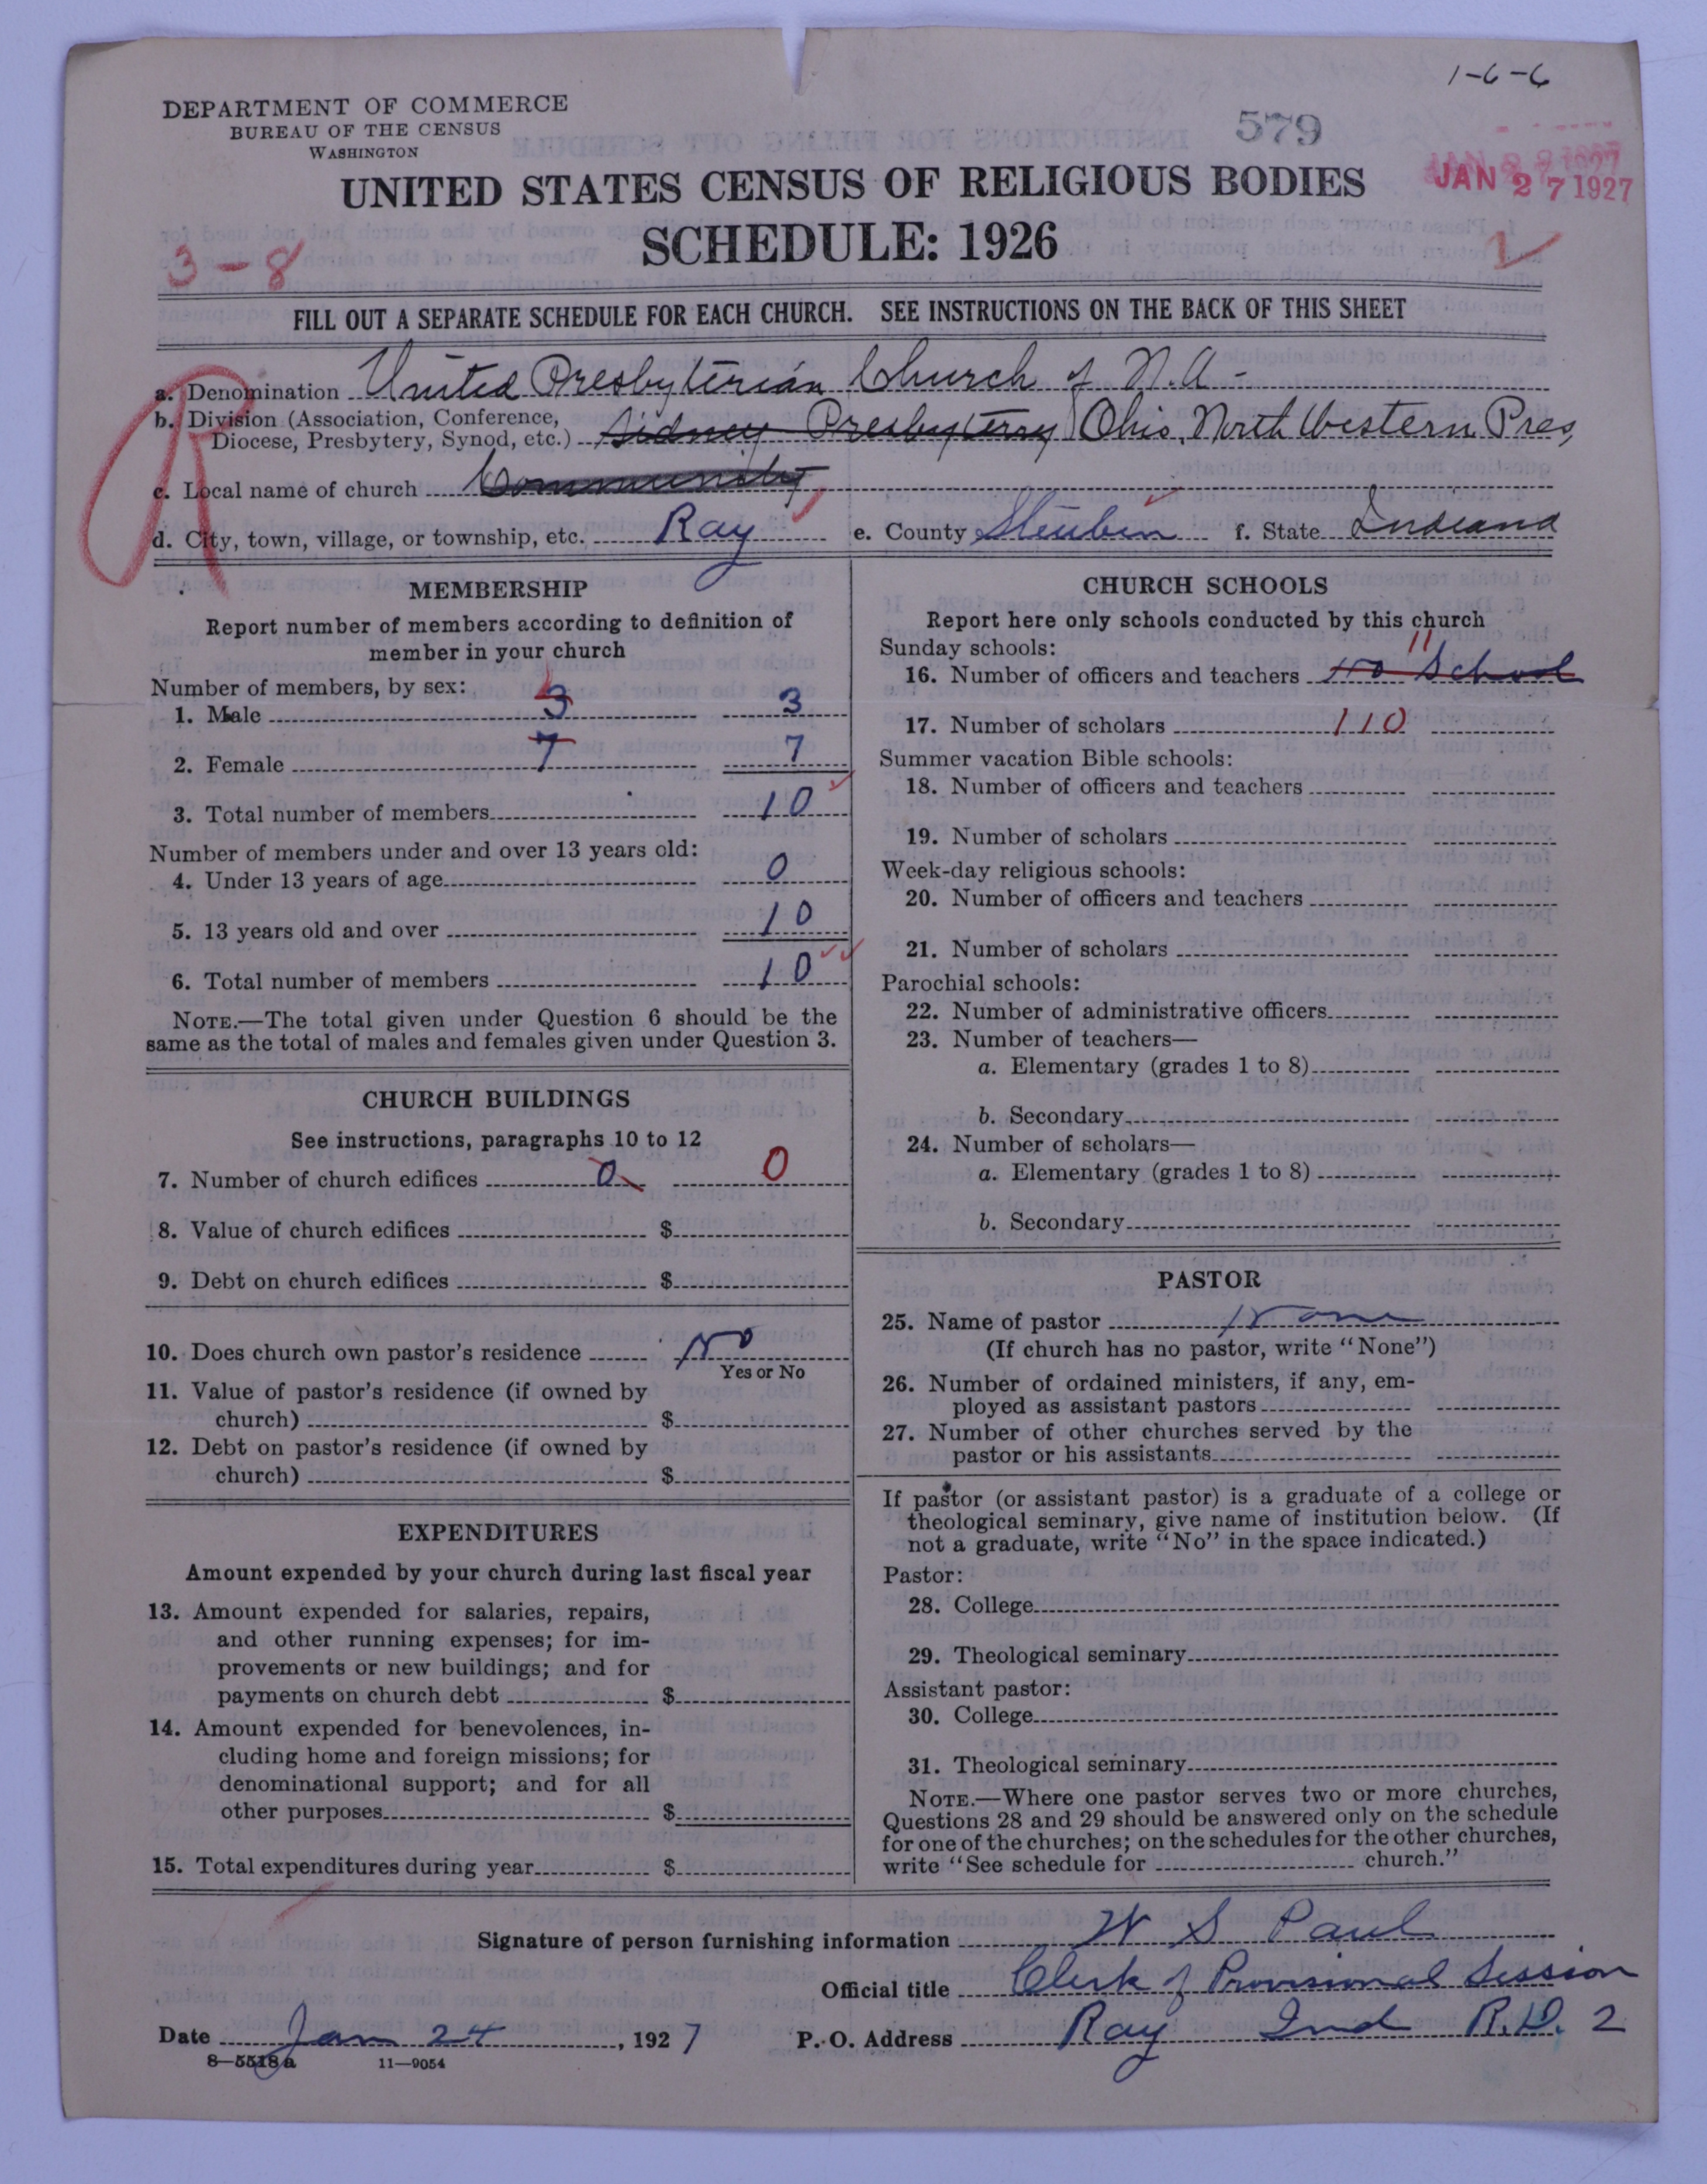 1-6-6
DEPARTMENT OF COMMERCE
BUREAU OF THE CENSUS
WASHINGTON
579
JAN 27 1927
UNITED STATES CENSUS OF RELIGIOUS BODIES
SCHEDULE: 1926
3-8
FILL OUT A SEPARATE SCHEDULE FOR EACH CHURCH. SEE INSTRUCTIONS ON THE BACK OF THIS SHEET
R
a. Denomination United Presbyterian Church of N.A-
b. Division (Association, Conference,
Diocese, Presbytery, Synod, etc.) Sidney Presbyterry Ohio, North Western Pres,
c. Local name of church Community
d. City, town, village, or township, etc. Ray e. County Steuben f. State Indiana
MEMBERSHIP
Report number of members according to definition of
member in your church
Number of members, by sex:
1. Male 3 3
2. Female 7 7
3. Total number of members 10
Number of members under and over 13 years old:
4. Under 13 years of age 0
5. 13 years old and over 10
6. Total number of members 10
NOTE.—The total given under Question 6 should be the
same as the total of males and females given under Question 3.
CHURCH BUILDINGS
See instructions, paragraphs 10 to 12
7. Number of church edifices 0 0
8. Value of church edifices $
9. Debt on church edifices $
10. Does church own pastor's residence No
Yes or No
11. Value of pastor's residence (if owned by
church) $
12. Debt on pastor's residence (if owned by
church) $
EXPENDITURES
Amount expended by your church during last fiscal year
13. Amount expended for salaries, repairs,
and other running expenses; for im-
provements or new buildings; and for
payments on church debt $
14. Amount expended for benevolences, in-
cluding home and foreign missions; for
denominational support; and for all
other purposes $
15. Total expenditures during year $
CHURCH SCHOOLS
Report here only schools conducted by this church
Sunday schools:
11
16. Number of officers and teachers no School
17. Number of scholars 110
Summer vacation Bible schools:
18. Number of officers and teachers
19. Number of scholars
Week-day religious schools:
20. Number of officers and teachers
21. Number of scholars
Parochial schools:
22. Number of administrative officers
23. Number of teachers—
a. Elementary (grades 1 to 8)
b. Secondary
24. Number of scholars—
a. Elementary (grades 1 to 8)
b. Secondary
PASTOR
25. Name of pastor None
(If church has no pastor, write "None")
26. Number of ordained ministers, if any, em-
ployed as assistant pastors
27. Number of other churches served by the
pastor or his assistants
If pastor (or assistant pastor) is a graduate of a college or
theological seminary, give name of institution below. (If
not a graduate, write "No" in the space indicated.)
Pastor:
28. College
29. Theological seminary
Assistant pastor:
30. College
31. Theological seminary
NOTE.—Where one pastor serves two or more churches,
Questions 28 and 29 should be answered only on the schedule
for one of the churches; on the schedules for the other churches,
write "See schedule for church."
Signature of person furnishing information W S Paul
Official title Clerk of Provisional Session
Date Jan 24, 1927 P. O. Address Ray Ind R.D. 2
8—5518a 11—9054